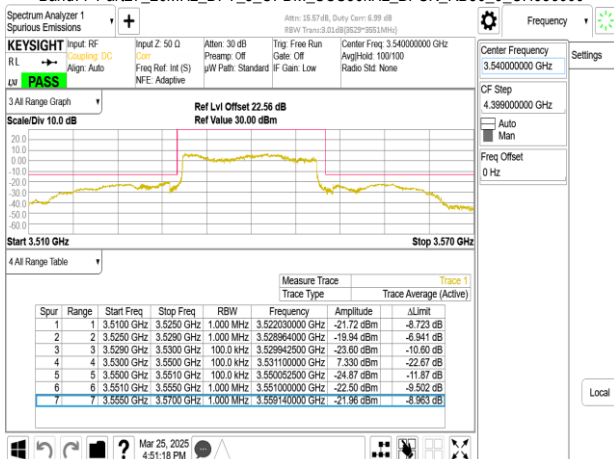 Spectrum Analyzer 1
Spurious Emissions
Attn: 15.57dB, Duty Corr: 6.99 dB
RBW Trans:3.01dB(3529~3551MHz)
Frequency
KEYSIGHT
RL
PASS
Input: RF
Coupling: DC
Align: Auto
Input Z: 50 Ω
Corr
Freq Ref: Int (S)
NFE: Adaptive
Atten: 30 dB
Preamp: Off
µW Path: Standard
Trig: Free Run
Gate: Off
IF Gain: Low
Center Freq: 3.540000000 GHz
Avg|Hold: 100/100
Radio Std: None
Center Frequency
3.540000000 GHz
Settings
CF Step
4.399000000 GHz
Auto
Man
Freq Offset
0 Hz
3 All Range Graph
Scale/Div 10.0 dB
Ref Lvl Offset 22.56 dB
Ref Value 30.00 dBm
20.0
10.0
0.00
-10.0
-20.0
-30.0
-40.0
-50.0
-60.0
Start 3.510 GHz
Stop 3.570 GHz
4 All Range Table
Measure Trace Trace 1
Trace Type Trace Average (Active)
Spur Range Start Freq Stop Freq RBW Frequency Amplitude ΔLimit
1 1 3.5100 GHz 3.5250 GHz 1.000 MHz 3.522030000 GHz -21.72 dBm -8.723 dB
2 2 3.5250 GHz 3.5290 GHz 1.000 MHz 3.528964000 GHz -19.94 dBm -6.941 dB
3 3 3.5290 GHz 3.5300 GHz 100.0 kHz 3.529942500 GHz -23.60 dBm -10.60 dB
4 4 3.5300 GHz 3.5500 GHz 100.0 kHz 3.531100000 GHz 7.330 dBm -22.67 dB
5 5 3.5500 GHz 3.5510 GHz 100.0 kHz 3.550052500 GHz -24.87 dBm -11.87 dB
6 6 3.5510 GHz 3.5550 GHz 1.000 MHz 3.551000000 GHz -22.50 dBm -9.502 dB
7 7 3.5550 GHz 3.5700 GHz 1.000 MHz 3.559140000 GHz -21.96 dBm -8.963 dB
Local
Mar 25, 2025
4:51:18 PM